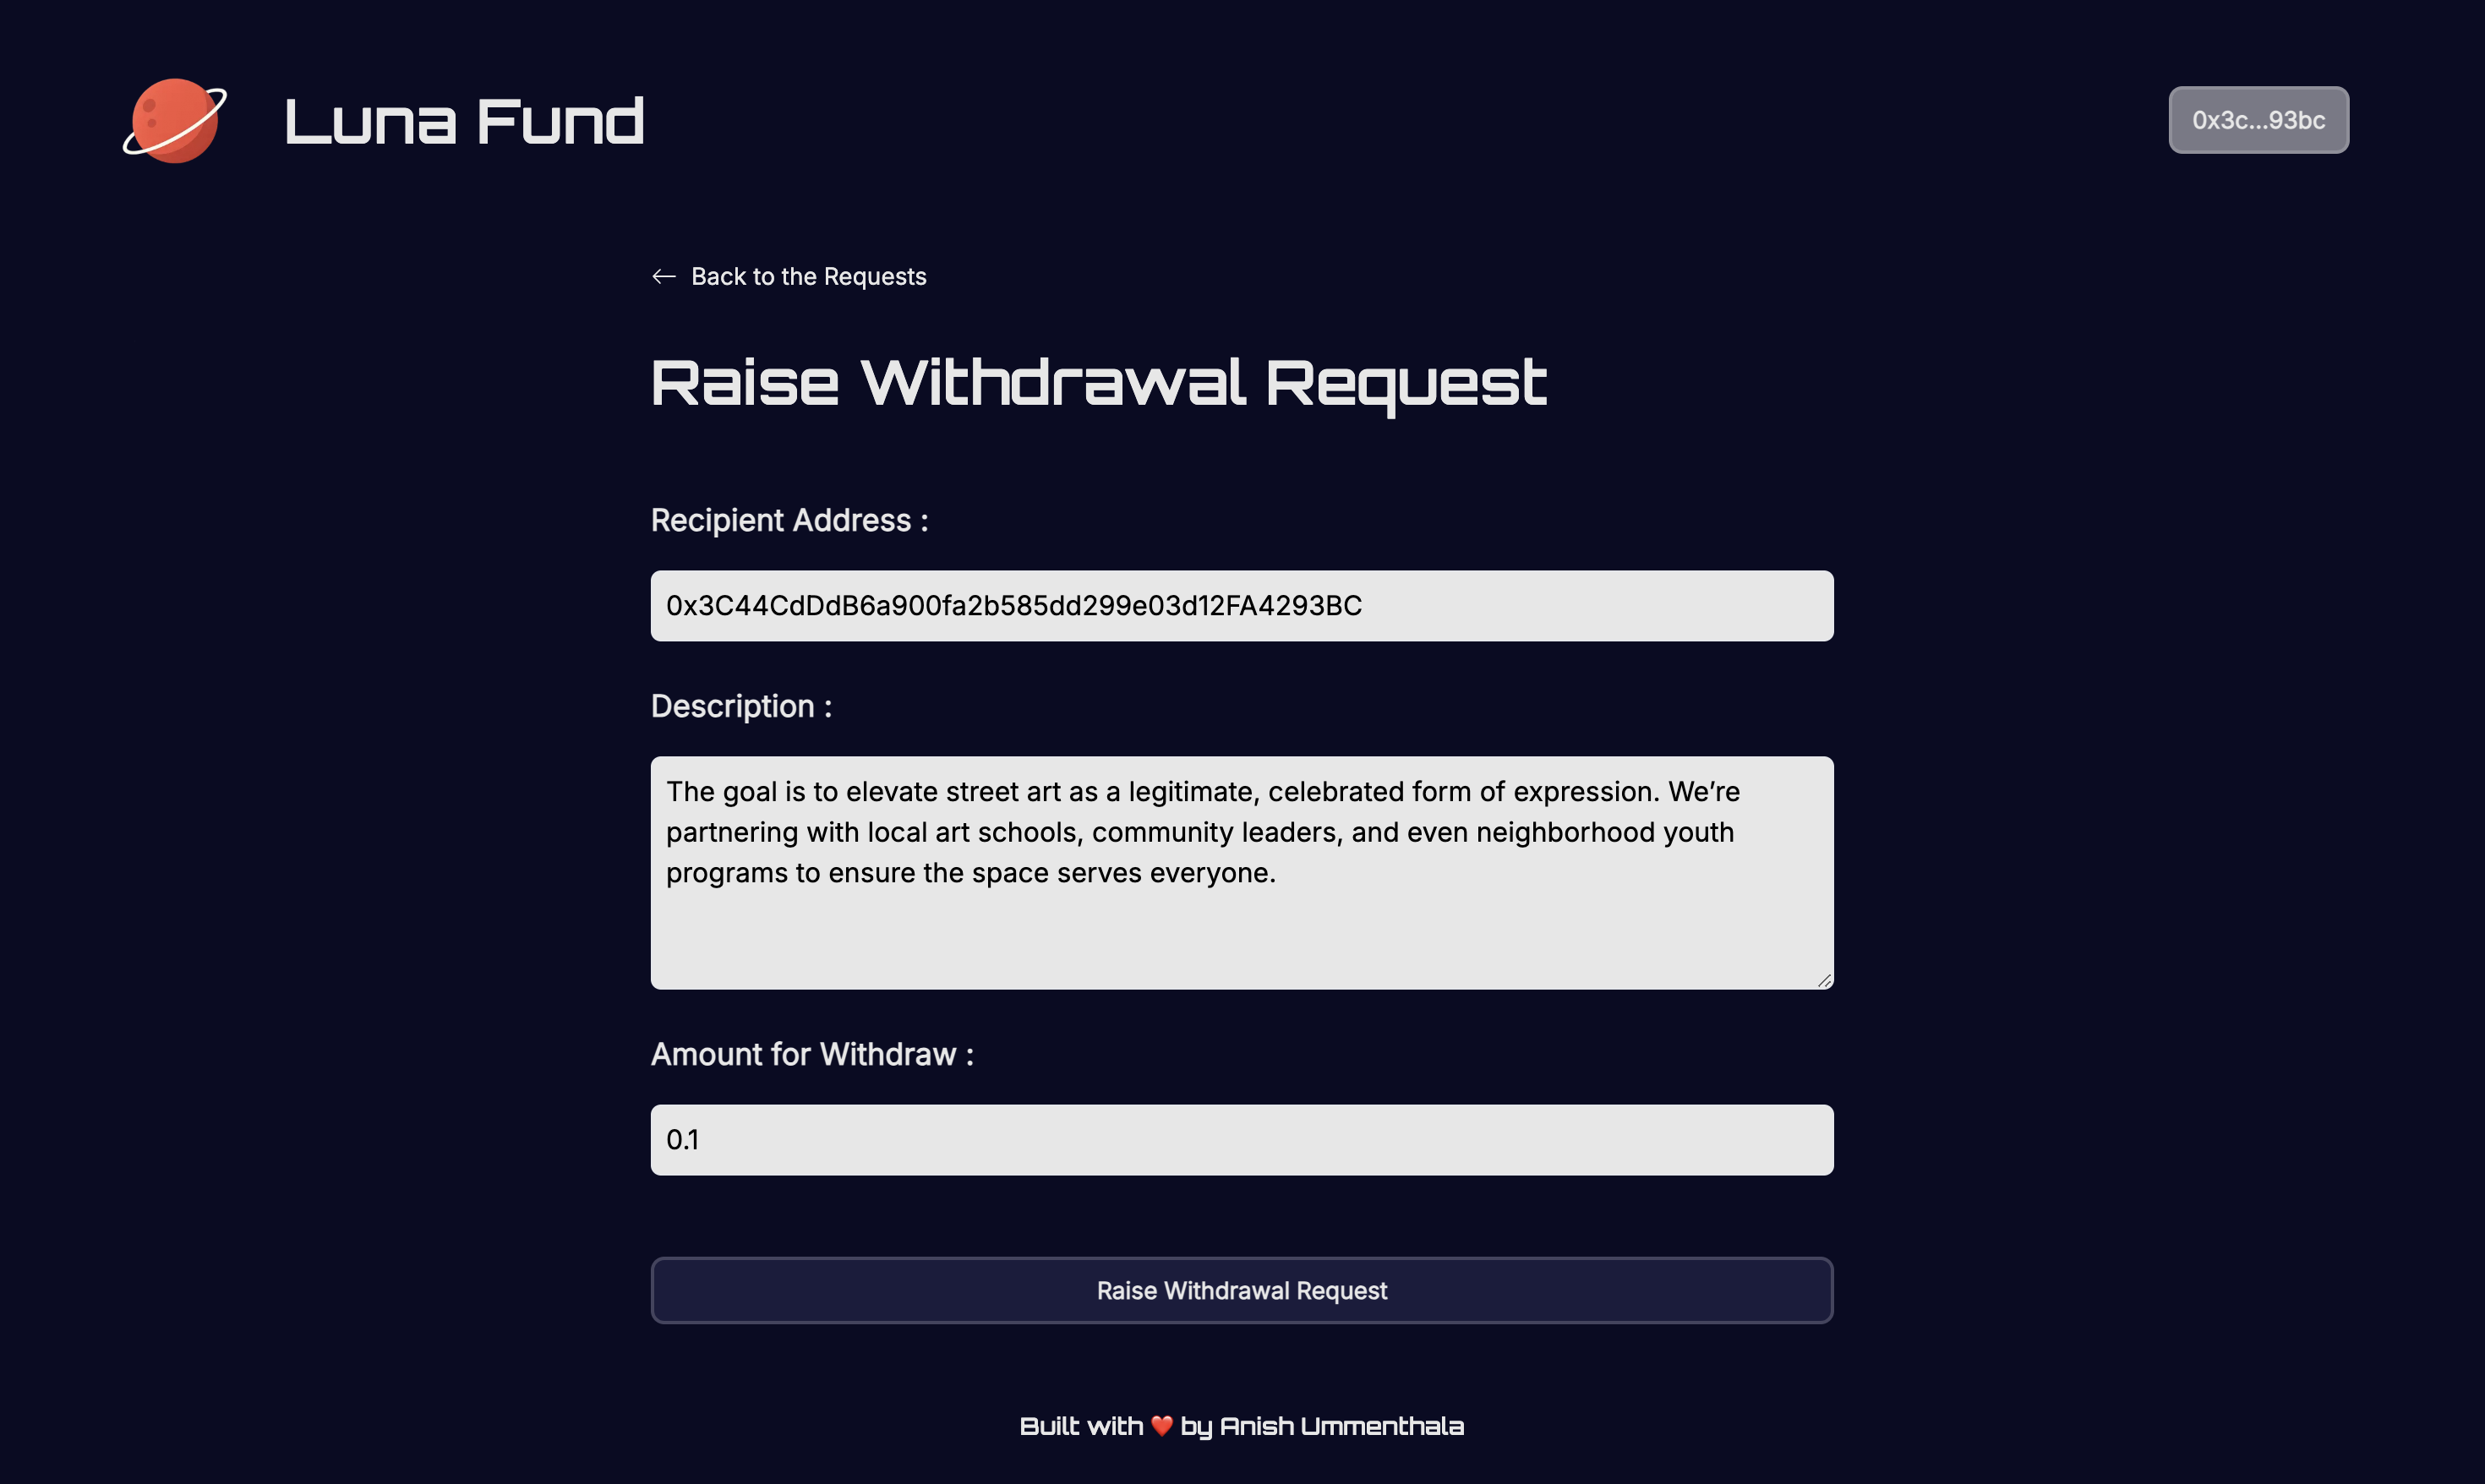 Luna Fund
0x3c...93bc
Back to the Requests
Raise Withdrawal Request
Recipient Address :
0x3C44CdDdB6a900fa2b585dd299e03d12FA4293BC
Description :
The goal is to elevate street art as a legitimate, celebrated form of expression. We’re
partnering with local art schools, community leaders, and even neighborhood youth
programs to ensure the space serves everyone.
Amount for Withdraw :
0.1
Raise Withdrawal Request
Built with ❤️ by Anish Ummenthala